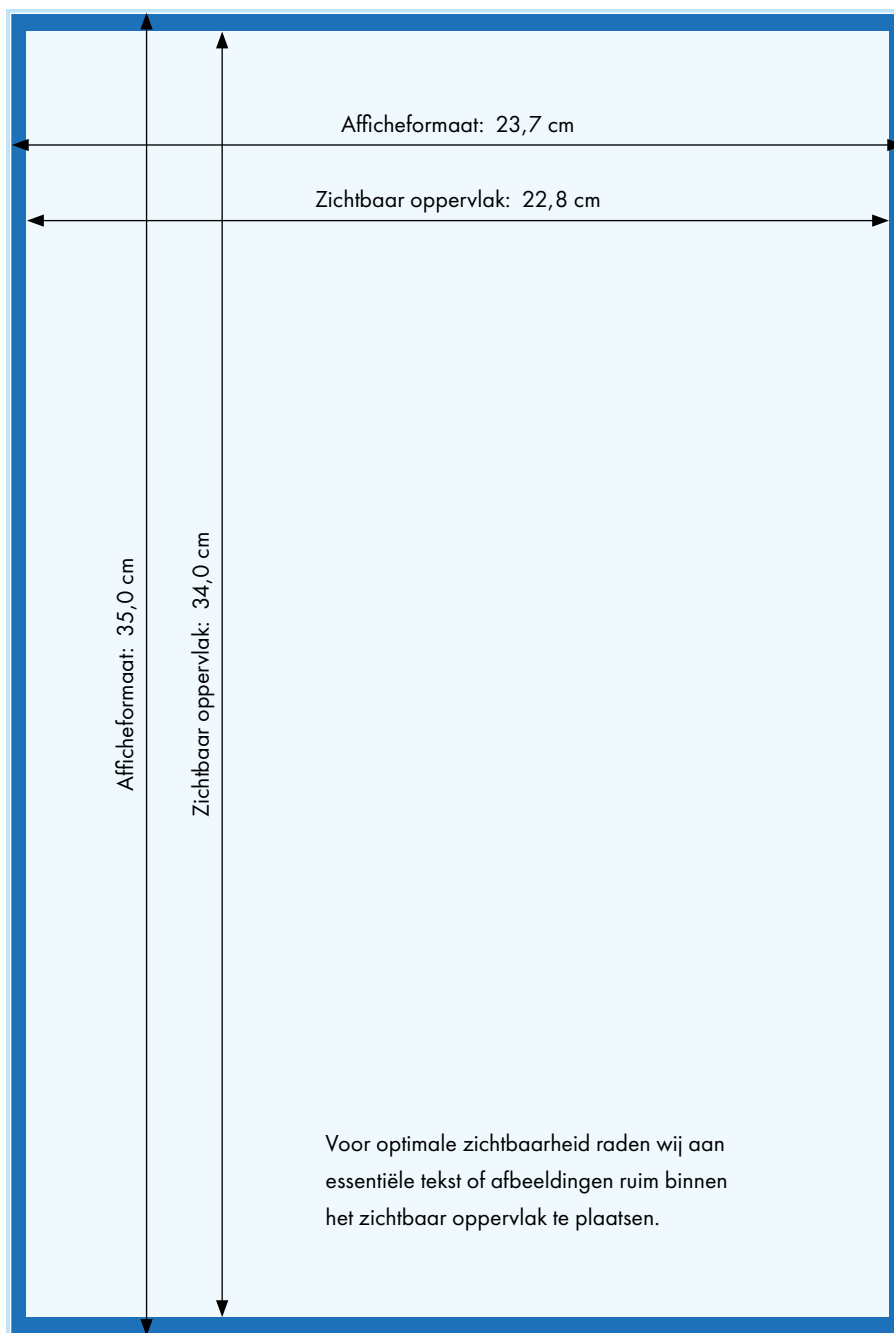 Afficheformaat: 23,7 cm
Zichtbaar oppervlak: 22,8 cm
Afficheformaat: 35,0 cm
Zichtbaar oppervlak: 34,0 cm
Voor optimale zichtbaarheid raden wij aan
essentiële tekst of afbeeldingen ruim binnen
het zichtbaar oppervlak te plaatsen.